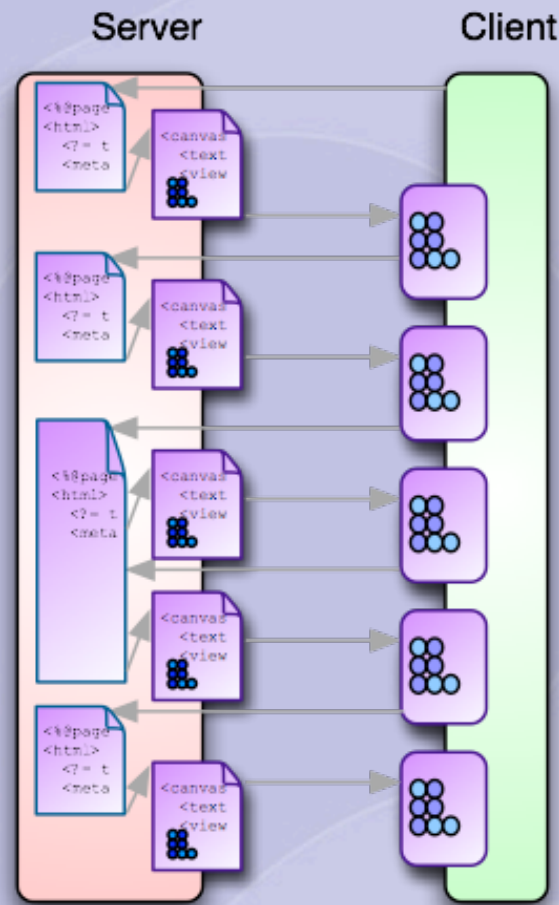 Server
Client
<%@page
<html>
<?= t
<meta
<canvas
<text
<view
<%@page
<html>
<?= t
<meta
<canvas
<text
<view
<%@page
<html>
<?= t
<meta
<canvas
<text
<view
<canvas
<text
<view
<%@page
<html>
<?= t
<meta
<canvas
<text
<view